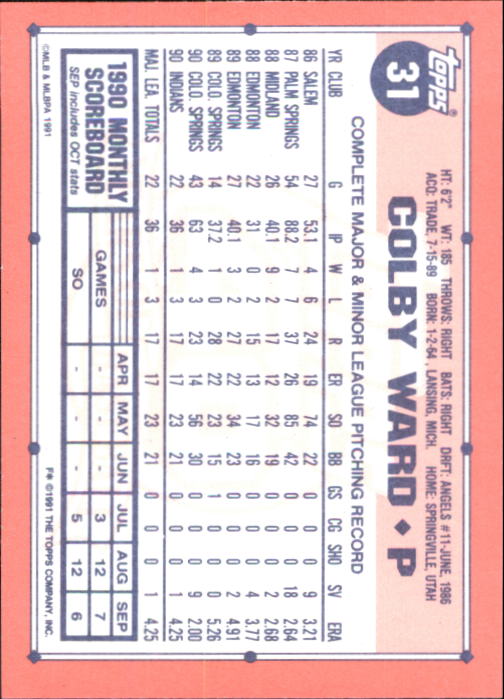 topps®
31
HT: 6'2" WT: 185 THROWS: RIGHT BATS: RIGHT DRFT: ANGELS #11-JUNE, 1986
ACQ: TRADE, 7-15-89 BORN: 1-2-64, LANSING, MICH. HOME: SPRINGVILLE, UTAH
COLBY WARD ♦ P
COMPLETE MAJOR & MINOR LEAGUE PITCHING RECORD
YR CLUB G IP W L R ER SO BB GS CG SHO SV ERA
86 SALEM 27 53.1 4 6 24 19 74 22 0 0 0 9 3.21
87 PALM SPRINGS 54 88.2 7 7 37 26 85 42 0 0 0 18 2.64
88 MIDLAND 26 40.1 9 2 17 12 32 19 0 0 0 2 2.68
88 EDMONTON 22 31 0 2 15 13 17 16 0 0 0 4 3.77
89 EDMONTON 27 40.1 3 2 27 22 34 23 0 0 0 2 4.91
89 COLO. SPRINGS 14 37.2 1 0 28 22 23 15 1 0 0 0 5.26
90 COLO. SPRINGS 43 63 4 3 23 14 56 30 0 0 0 9 2.00
90 INDIANS 22 36 1 3 17 17 23 21 0 0 0 1 4.25
MAJ. LEA. TOTALS 22 36 1 3 17 17 23 21 0 0 0 1 4.25
1990 MONTHLY
SCOREBOARD
SEP includes OCT stats
APR MAY JUN JUL AUG SEP
GAMES - - - 3 12 7
SO - - - 5 12 6
©MLB & MLBPA 1991
F* ©1991 THE TOPPS COMPANY, INC.